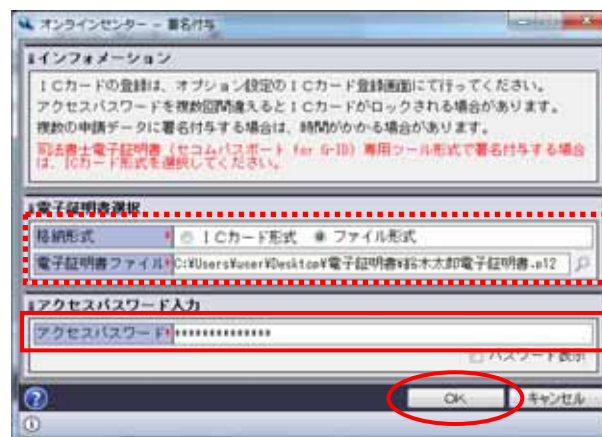 オンラインセンター － 署名付与
インフォメーション
ICカードの登録は、オプション設定のICカード登録画面にて行ってください。
アクセスパスワードを複数回間違えるとICカードがロックされる場合があります。
複数の申請データに署名付与する場合は、時間がかかる場合があります。
司法書士電子証明書（セコムパスポート for G-ID）専用ツール形式で署名付与する場合
は、ICカード形式を選択してください。
電子証明書選択
格納形式 * ICカード形式 ファイル形式
電子証明書ファイル* C:¥Users¥user¥Desktop¥電子証明書¥鈴木太郎電子証明書.p12
アクセスパスワード入力
アクセスパスワード* **************
パスワード表示
OK キャンセル